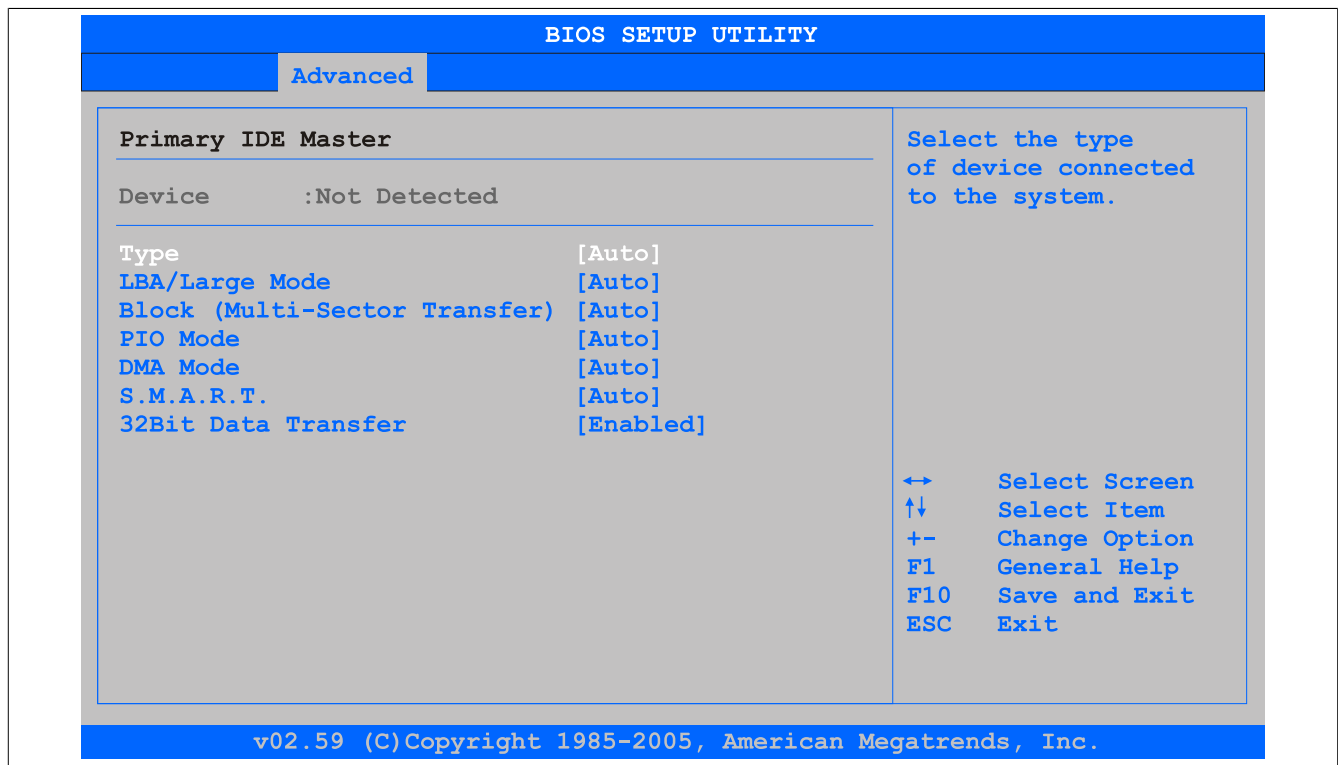 BIOS SETUP UTILITY
Advanced
Primary IDE Master
Device :Not Detected
Type [Auto]
LBA/Large Mode [Auto]
Block (Multi-Sector Transfer) [Auto]
PIO Mode [Auto]
DMA Mode [Auto]
S.M.A.R.T. [Auto]
32Bit Data Transfer [Enabled]
Select the type
of device connected
to the system.
↔ Select Screen
↑↓ Select Item
+- Change Option
F1 General Help
F10 Save and Exit
ESC Exit
v02.59 (C)Copyright 1985-2005, American Megatrends, Inc.